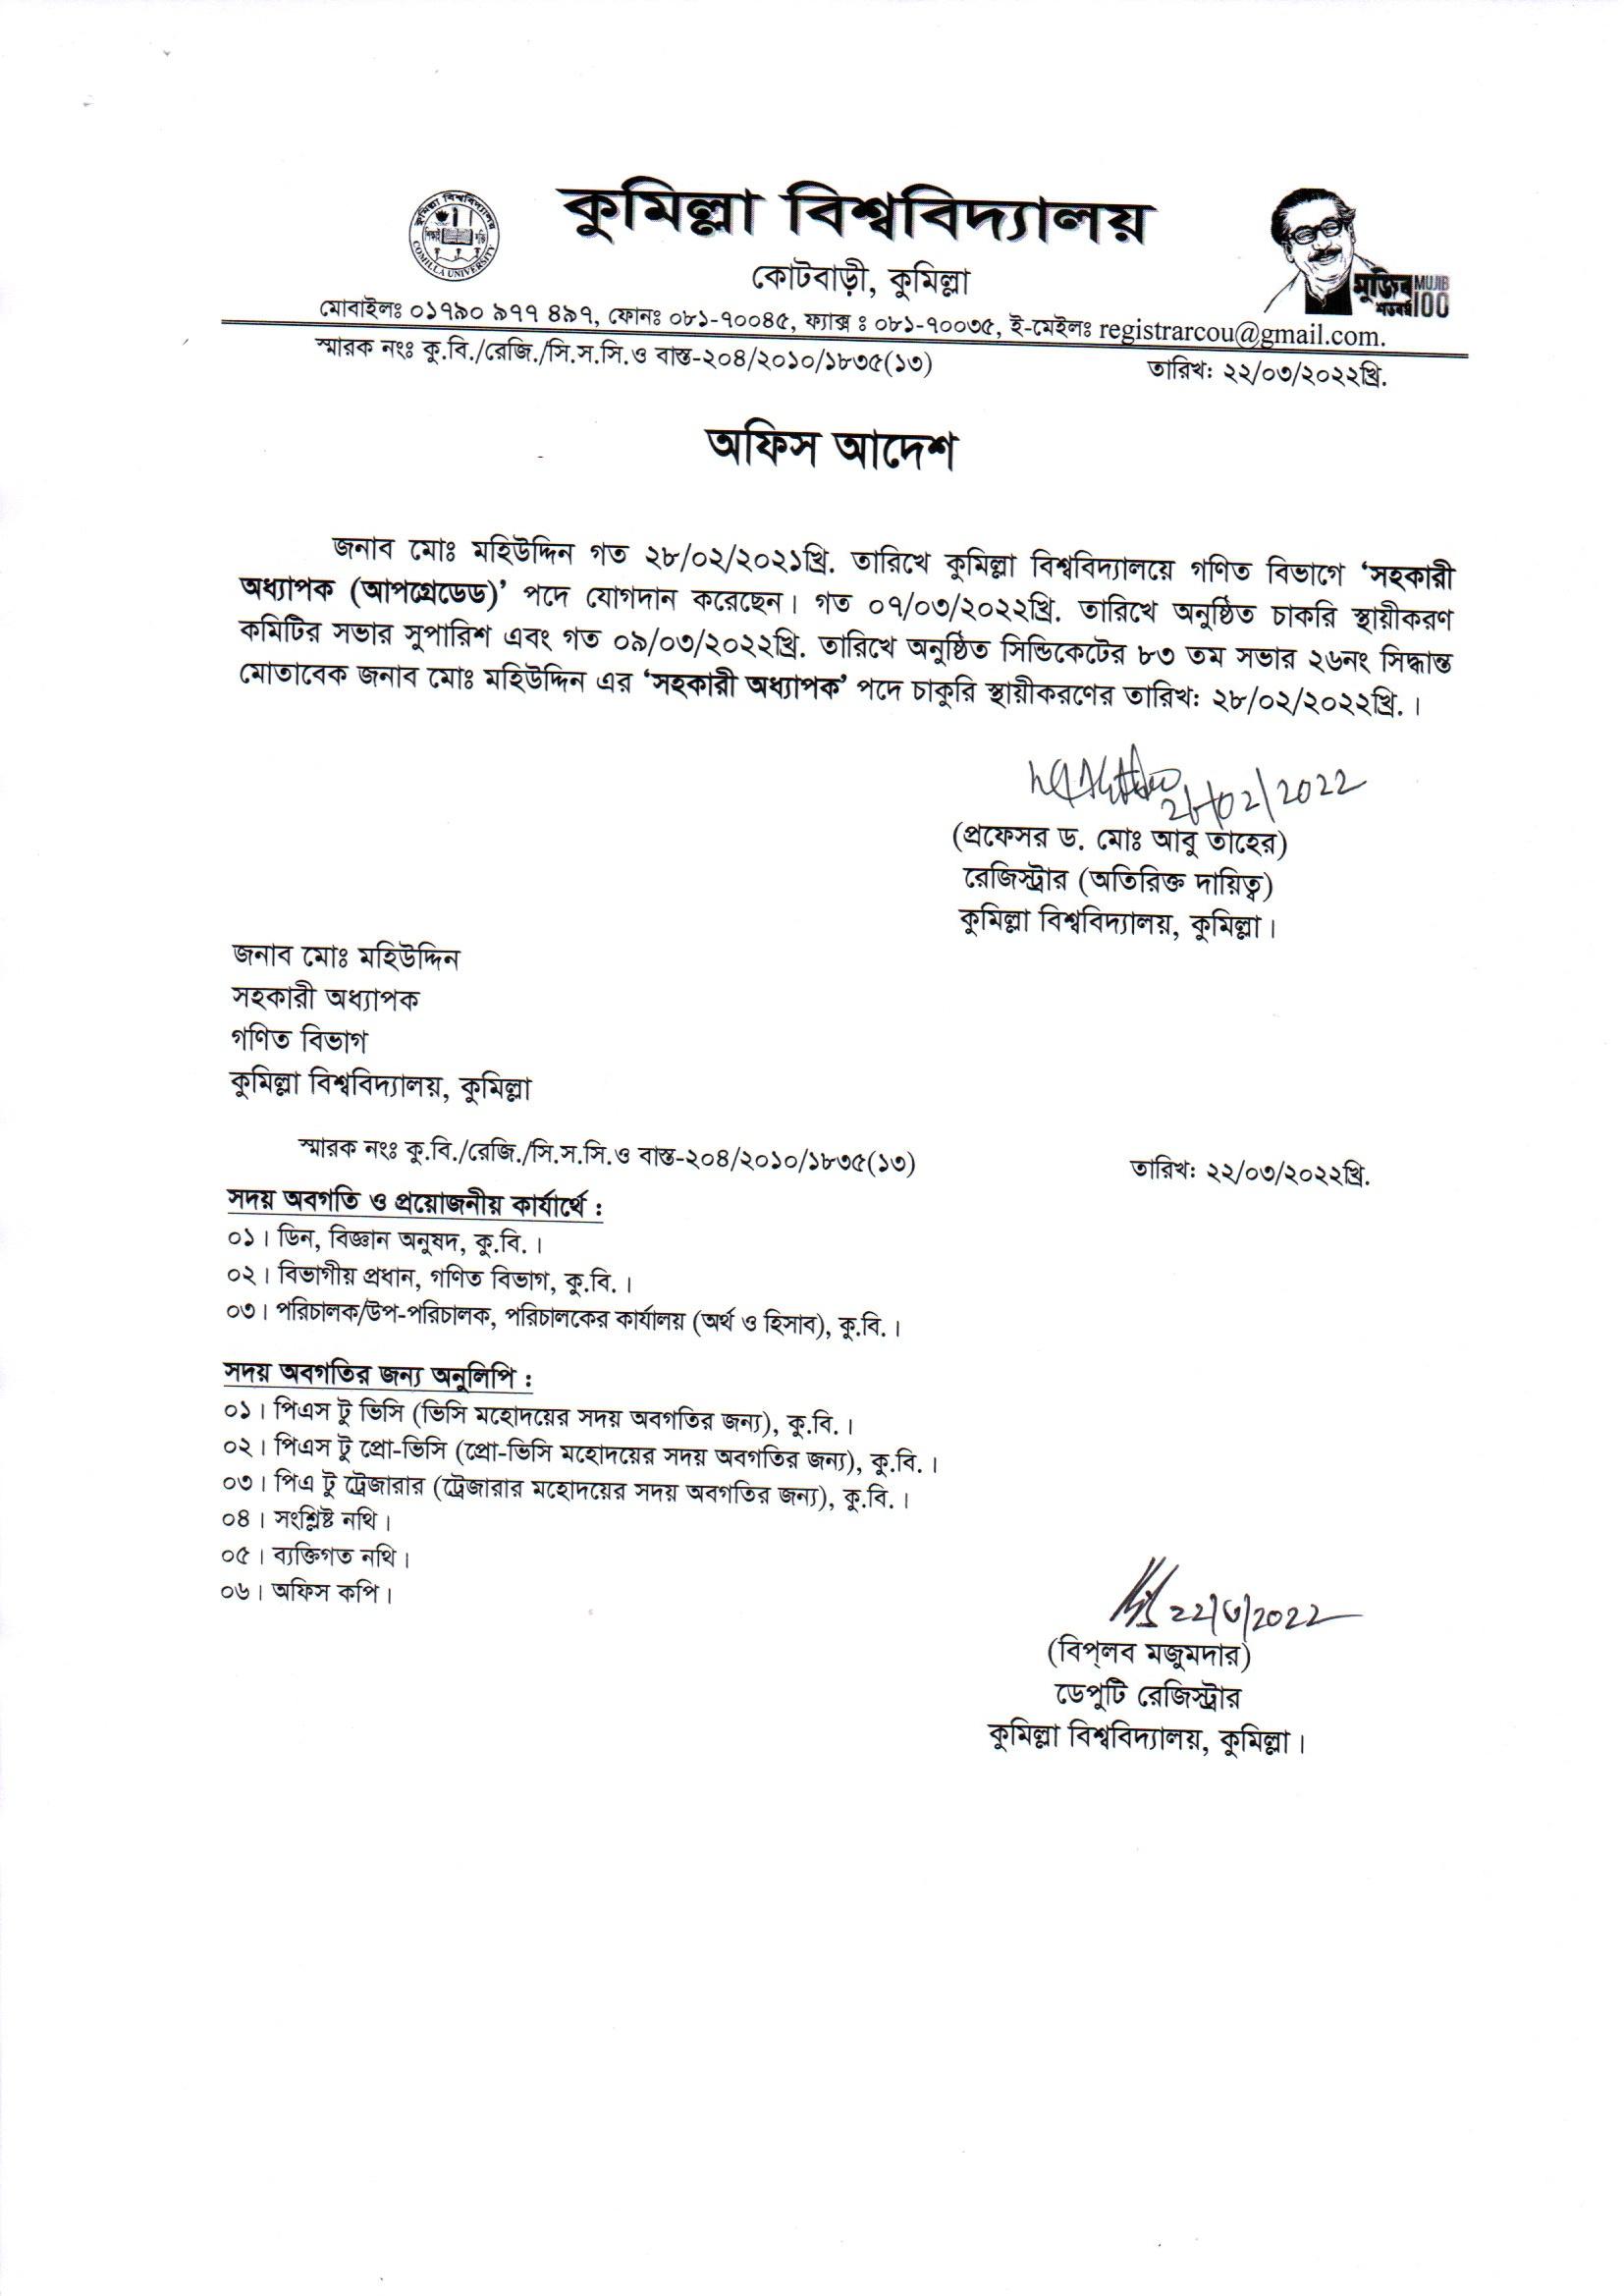 কুমিল্লা বিশ্ববিদ্যালয়
কোটবাড়ী, কুমিল্লা
COMILLA UNIVERSITY
মুজিব শতবর্ষ MUJIB 100
মোবাইলঃ ০১৭৯০ ৯৭৭ ৪৯৭, ফোনঃ ০৮১-৭০০৪৫, ফ্যাক্স ঃ ০৮১-৭০০৩৫, ই-মেইলঃ registrarcou@gmail.com.
স্মারক নংঃ কু.বি./রেজি./সি.স.সি.ও বাস্ত-২০৪/২০১০/১৮৩৫(১৩) তারিখ: ২২/০৩/২০২২খ্রি.
অফিস আদেশ
জনাব মোঃ মহিউদ্দিন গত ২৮/০২/২০২১খ্রি. তারিখে কুমিল্লা বিশ্ববিদ্যালয়ে গণিত বিভাগে ‘সহকারী
অধ্যাপক (আপগ্রেডেড)’ পদে যোগদান করেছেন। গত ০৭/০৩/২০২২খ্রি. তারিখে অনুষ্ঠিত চাকরি স্থায়ীকরণ
কমিটির সভার সুপারিশ এবং গত ০৯/০৩/২০২২খ্রি. তারিখে অনুষ্ঠিত সিন্ডিকেটের ৮৩ তম সভার ২৬নং সিদ্ধান্ত
মোতাবেক জনাব মোঃ মহিউদ্দিন এর ‘সহকারী অধ্যাপক’ পদে চাকুরি স্থায়ীকরণের তারিখ: ২৮/০২/২০২২খ্রি. ।
(প্রফেসর ড. মোঃ আবু তাহের)
রেজিস্ট্রার (অতিরিক্ত দায়িত্ব)
কুমিল্লা বিশ্ববিদ্যালয়, কুমিল্লা।
জনাব মোঃ মহিউদ্দিন
সহকারী অধ্যাপক
গণিত বিভাগ
কুমিল্লা বিশ্ববিদ্যালয়, কুমিল্লা
স্মারক নংঃ কু.বি./রেজি./সি.স.সি.ও বাস্ত-২০৪/২০১০/১৮৩৫(১৩) তারিখ: ২২/০৩/২০২২খ্রি.
সদয় অবগতি ও প্রয়োজনীয় কার্যার্থে :
০১। ডিন, বিজ্ঞান অনুষদ, কু.বি. ।
০২। বিভাগীয় প্রধান, গণিত বিভাগ, কু.বি. ।
০৩। পরিচালক/উপ-পরিচালক, পরিচালকের কার্যালয় (অর্থ ও হিসাব), কু.বি. ।
সদয় অবগতির জন্য অনুলিপি :
০১। পিএস টু ভিসি (ভিসি মহোদয়ের সদয় অবগতির জন্য), কু.বি. ।
০২। পিএস টু প্রো-ভিসি (প্রো-ভিসি মহোদয়ের সদয় অবগতির জন্য), কু.বি. ।
০৩। পিএ টু ট্রেজারার (ট্রেজারার মহোদয়ের সদয় অবগতির জন্য), কু.বি. ।
০৪। সংশ্লিষ্ট নথি।
০৫। ব্যক্তিগত নথি।
০৬। অফিস কপি।
22/৩/2022
(বিপ্‌লব মজুমদার)
ডেপুটি রেজিস্ট্রার
কুমিল্লা বিশ্ববিদ্যালয়, কুমিল্লা।